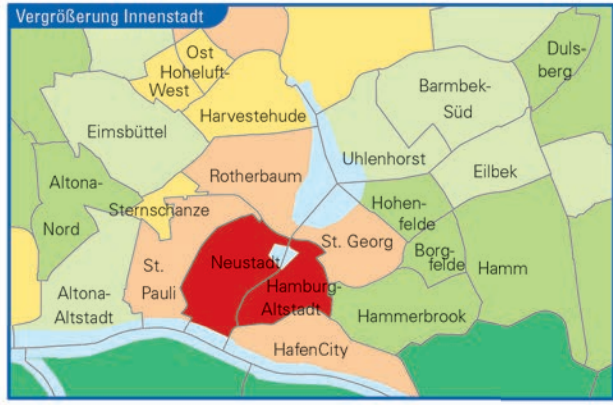 Vergrößerung Innenstadt
Ost
Hoheluft-
West
Duls-
berg
Barmbek-
Süd
Harvestehude
Eimsbüttel
Uhlenhorst
Eilbek
Rotherbaum
Altona-
Nord
Sternschanze
Hohen-
felde
St. Georg
Borg-
felde
Hamm
St.
Pauli
Neustadt
Hamburg-
Altstadt
Altona-
Altstadt
Hammerbrook
HafenCity